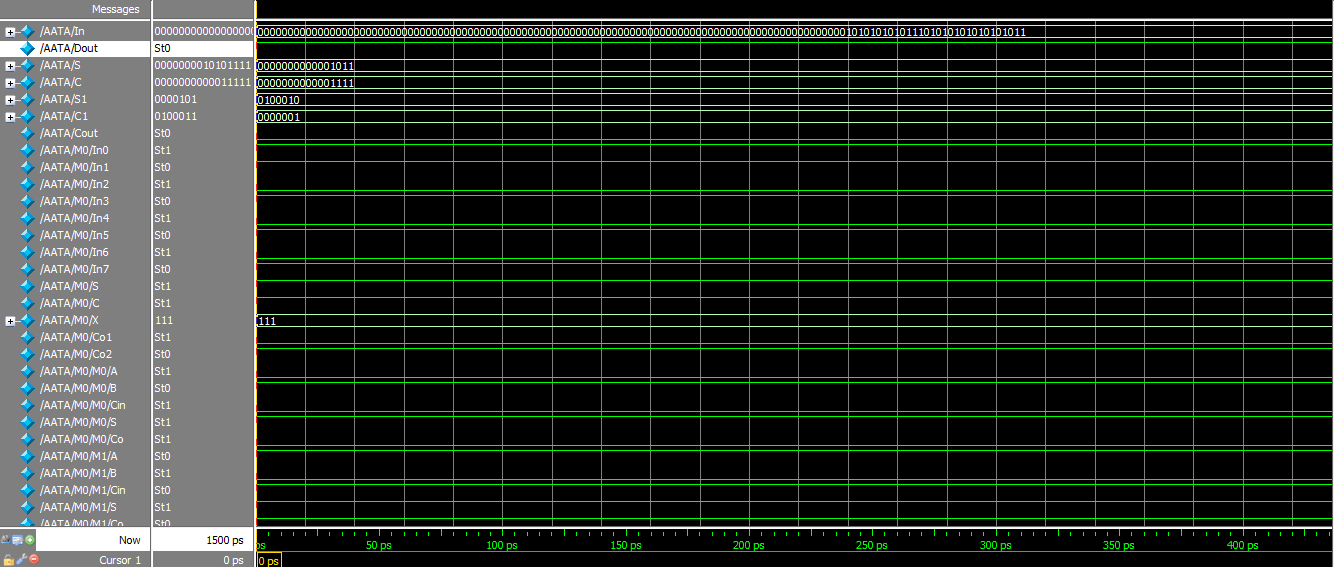 Messages
/AATA/In
/AATA/Dout St0
/AATA/S 0000000010101111 0000000000001011
/AATA/C 0000000000011111 0000000000001111
/AATA/S1 0000101 0100010
/AATA/C1 0100011 0000001
/AATA/Cout St0
/AATA/M0/In0 St1
/AATA/M0/In1 St0
/AATA/M0/In2 St1
/AATA/M0/In3 St0
/AATA/M0/In4 St1
/AATA/M0/In5 St0
/AATA/M0/In6 St1
/AATA/M0/In7 St0
/AATA/M0/S St1
/AATA/M0/C St1
/AATA/M0/X 111 111
/AATA/M0/Co1 St1
/AATA/M0/Co2 St0
/AATA/M0/M0/A St1
/AATA/M0/M0/B St0
/AATA/M0/M0/Cin St1
/AATA/M0/M0/S St1
/AATA/M0/M0/Co St1
/AATA/M0/M1/A St0
/AATA/M0/M1/B St1
/AATA/M0/M1/Cin St0
/AATA/M0/M1/S St1
/AATA/M0/M1/Co St0
Now 1500 ps ps 50 ps 100 ps 150 ps 200 ps 250 ps 300 ps 350 ps 400 ps
Cursor 1 0 ps 0 ps